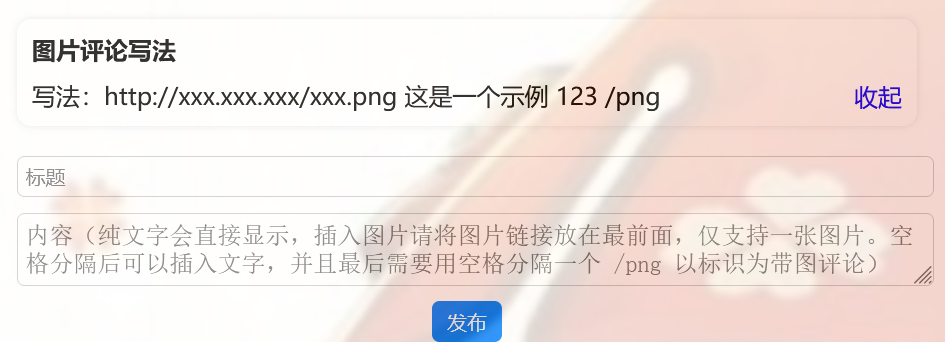 图片评论写法
写法：http://xxx.xxx.xxx/xxx.png 这是一个示例 123 /png
收起
标题
内容（纯文字会直接显示，插入图片请将图片链接放在最前面，仅支持一张图片。空
格分隔后可以插入文字，并且最后需要用空格分隔一个 /png 以标识为带图评论）
发布